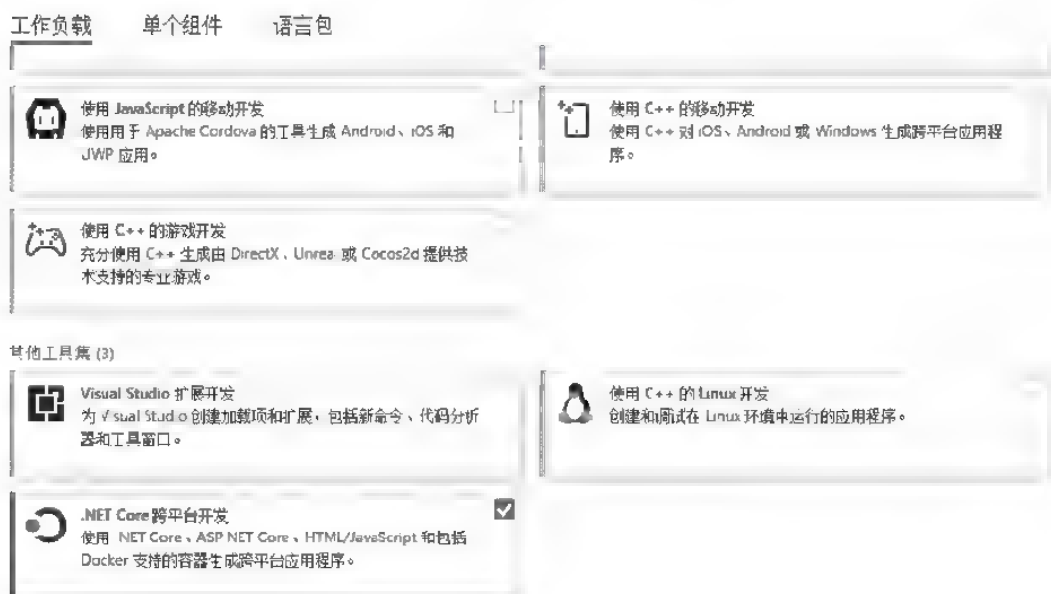 工作负载 单个组件 语言包
使用 JavaScript 的移动开发
使用用于 Apache Cordova 的工具生成 Android、iOS 和
UWP 应用。
使用 C++ 的移动开发
使用 C++ 对 iOS、Android 或 Windows 生成跨平台应用程
序。
使用 C++ 的游戏开发
充分使用 C++ 生成由 DirectX、Unreal 或 Cocos2d 提供技
术支持的专业游戏。
其他工具集 (3)
Visual Studio 扩展开发
为 Visual Studio 创建加载项和扩展，包括新命令、代码分析
器和工具窗口。
使用 C++ 的 Linux 开发
创建和调试在 Linux 环境中运行的应用程序。
.NET Core 跨平台开发
使用 .NET Core、ASP.NET Core、HTML/JavaScript 和包括
Docker 支持的容器生成跨平台应用程序。